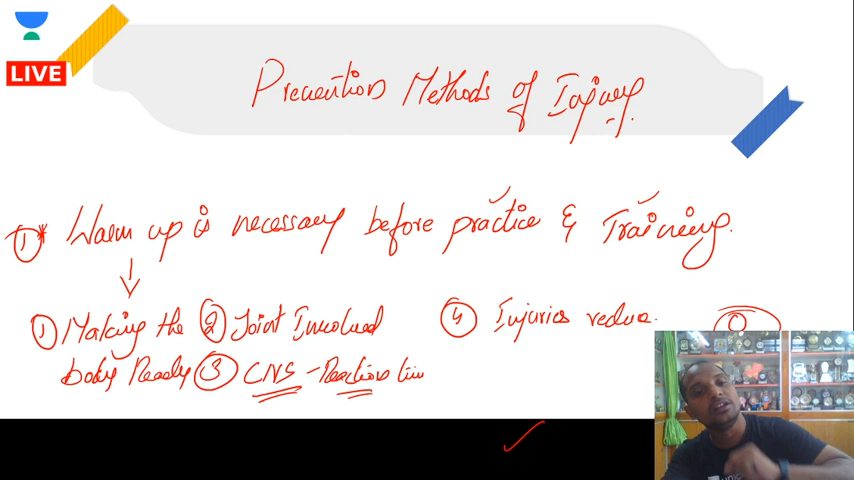 LIVE
Prevention Methods of Injury
① * Warm up is necessary before practice & Training.
① Making the body Ready
② Joint Involved
③ CNS - Reaction
④ Injuries reduce.